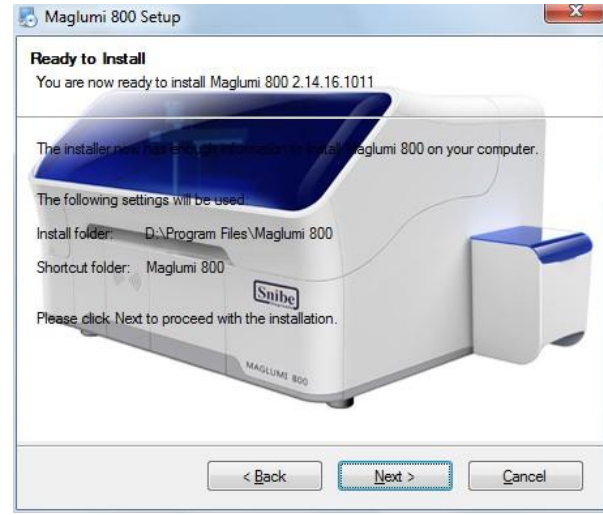 Maglumi 800 Setup
Ready to Install
You are now ready to install Maglumi 800 2.14.16.1011
The installer now has enough information to install Maglumi 800 on your computer.
The following settings will be used:
Install folder: D:\Program Files\Maglumi 800
Shortcut folder: Maglumi 800
Snibe
Please click Next to proceed with the installation.
MAGLUMI 800
< Back Next > Cancel